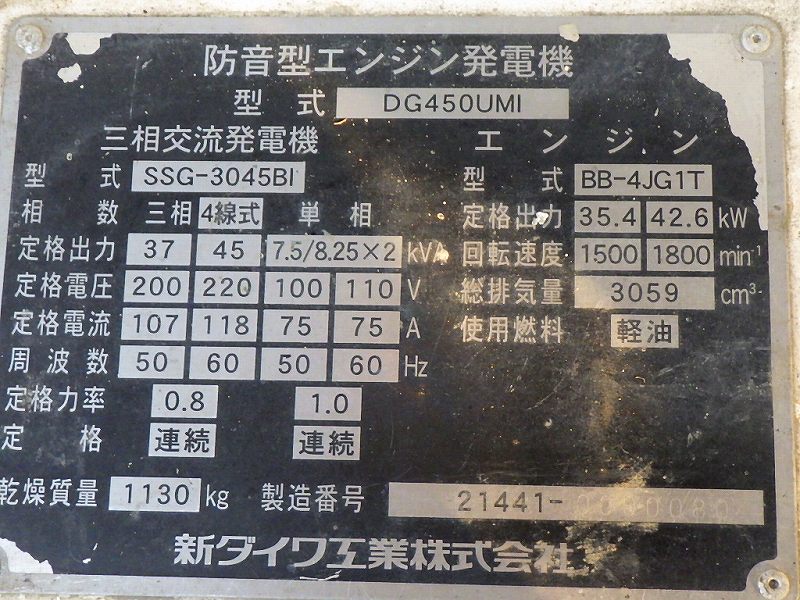 防音型エンジン発電機
型 式 DG450UMI
三相交流発電機
型 式 SSG-3045BI
相 数 三相 4線式 単 相
定格出力 37 45 7.5/8.25×2 kVA
定格電圧 200 220 100 110 V
定格電流 107 118 75 75 A
周波数 50 60 50 60 Hz
定格力率 0.8 1.0
定 格 連続 連続
エンジン
型 式 BB-4JG1T
定格出力 35.4 42.6 kW
回転速度 1500 1800 min⁻¹
総排気量 3059 cm³
使用燃料 軽油
乾燥質量 1130 kg 製造番号 21441-
新ダイワ工業株式会社